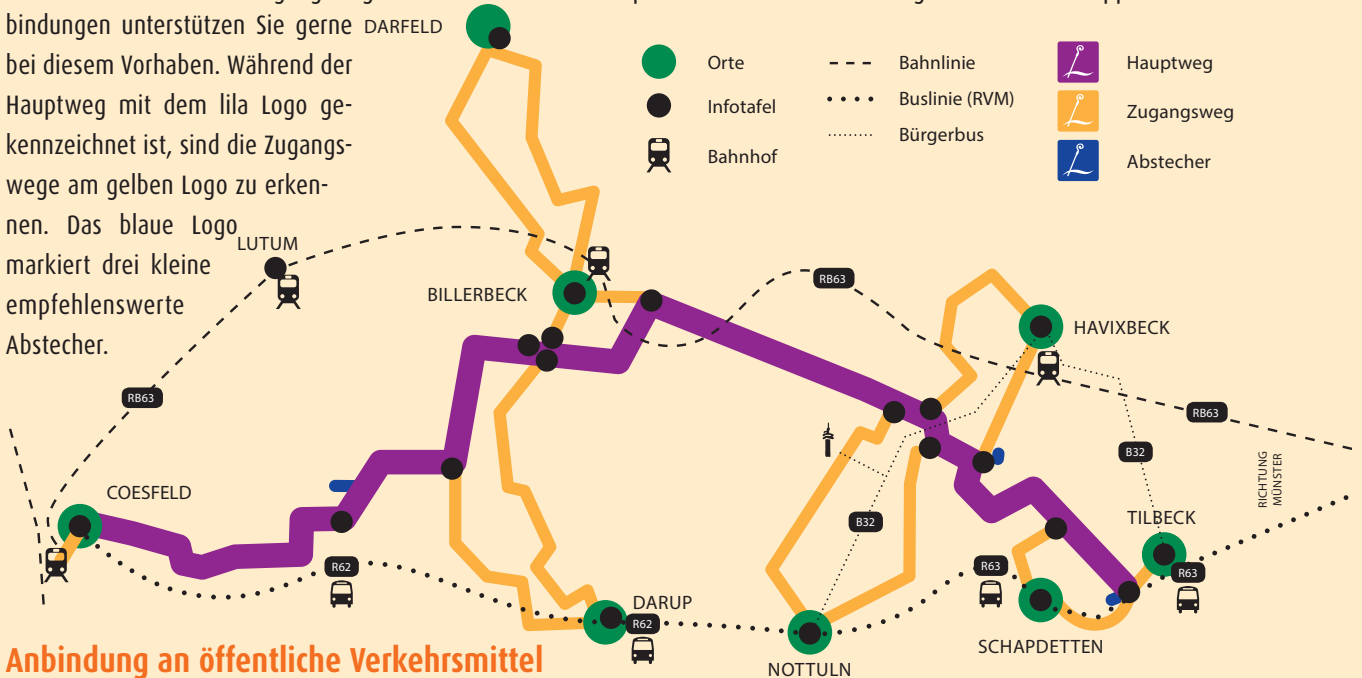 bindungen unterstützen Sie gerne
bei diesem Vorhaben. Während der
Hauptweg mit dem lila Logo ge-
kennzeichnet ist, sind die Zugangs-
wege am gelben Logo zu erken-
nen. Das blaue Logo
markiert drei kleine
empfehlenswerte
Abstecher.
DARFELD
Orte
Infotafel
Bahnhof
Bahnlinie
Buslinie (RVM)
Bürgerbus
L Hauptweg
L Zugangsweg
L Abstecher
LUTUM
BILLERBECK
RB63
HAVIXBECK
RB63
RB63
B32
COESFELD
RICHTUNG
MÜNSTER
TILBECK
B32
R62
R63
R63
DARUP
R62
SCHAPDETTEN
NOTTULN
Anbindung an öffentliche Verkehrsmittel